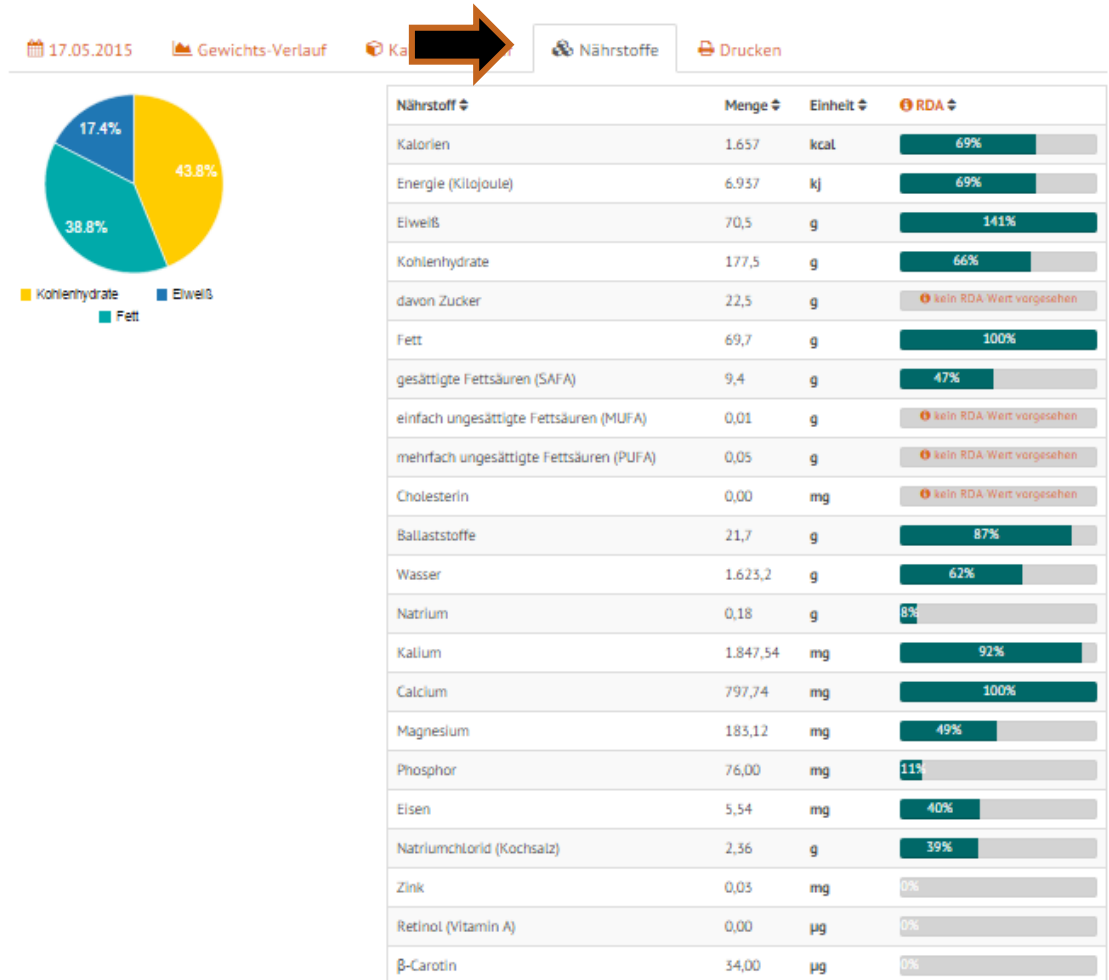 17.05.2015 Gewichts-Verlauf Nährstoffe Drucken
17.4%
43.8%
38.8%
Kohlenhydrate Eiweiß
Fett
Nährstoff Menge Einheit RDA
Kalorien 1.657 kcal 69%
Energie (Kilojoule) 6.937 kj 69%
Eiweiß 70,5 g 141%
Kohlenhydrate 177,5 g 66%
davon Zucker 22,5 g kein RDA Wert vorgesehen
Fett 69,7 g 100%
gesättigte Fettsäuren (SAFA) 9,4 g 47%
einfach ungesättigte Fettsäuren (MUFA) 0,01 g kein RDA Wert vorgesehen
mehrfach ungesättigte Fettsäuren (PUFA) 0,05 g kein RDA Wert vorgesehen
Cholesterin 0,00 mg kein RDA Wert vorgesehen
Ballaststoffe 21,7 g 87%
Wasser 1.623,2 g 62%
Natrium 0,18 g 8%
Kalium 1.847,54 mg 92%
Calcium 797,74 mg 100%
Magnesium 183,12 mg 49%
Phosphor 76,00 mg 11%
Eisen 5,54 mg 40%
Natriumchlorid (Kochsalz) 2,36 g 39%
Zink 0,03 mg 0%
Retinol (Vitamin A) 0,00 µg 0%
β-Carotin 34,00 µg 0%